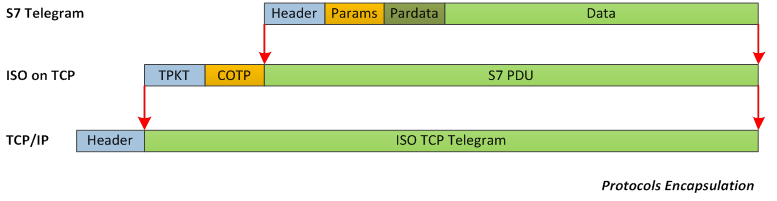 S7 Telegram Header Params Pardata Data
ISO on TCP TPKT COTP S7 PDU
TCP/IP Header ISO TCP Telegram
Protocols Encapsulation